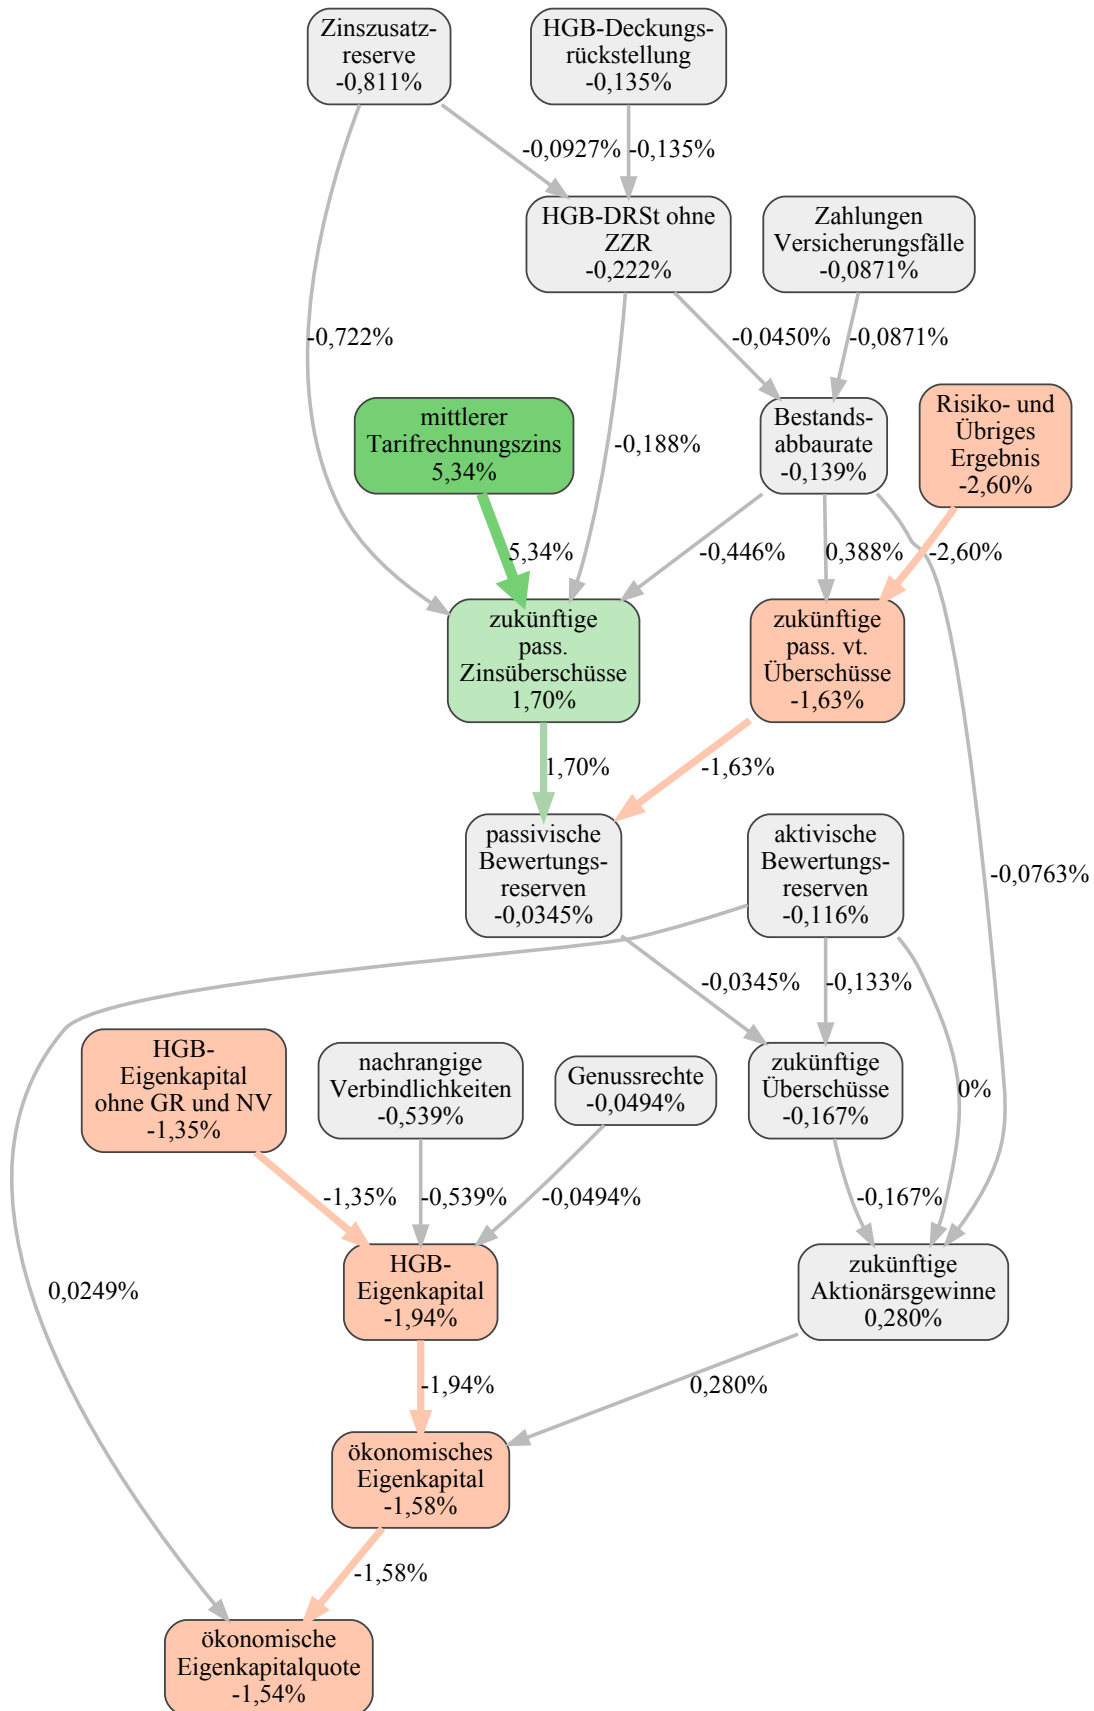 Zinszusatz-
reserve
-0,811%
HGB-Deckungs-
rückstellung
-0,135%
-0,0927%
-0,135%
HGB-DRSt ohne
ZZR
-0,222%
Zahlungen
Versicherungsfälle
-0,0871%
-0,722%
-0,0450%
-0,0871%
mittlerer
Tarifrechnungszins
5,34%
-0,188%
Bestands-
abbaurate
-0,139%
Risiko- und
Übriges
Ergebnis
-2,60%
5,34%
-0,446%
0,388%
-2,60%
zukünftige
pass.
Zinsüberschüsse
1,70%
zukünftige
pass. vt.
Überschüsse
-1,63%
1,70%
-1,63%
passivische
Bewertungs-
reserven
-0,0345%
aktivische
Bewertungs-
reserven
-0,116%
-0,0763%
-0,0345%
-0,133%
HGB-
Eigenkapital
ohne GR und NV
-1,35%
nachrangige
Verbindlichkeiten
-0,539%
Genussrechte
-0,0494%
zukünftige
Überschüsse
-0,167%
0%
-1,35%
-0,539%
-0,0494%
-0,167%
0,0249%
HGB-
Eigenkapital
-1,94%
zukünftige
Aktionärsgewinne
0,280%
-1,94%
0,280%
ökonomisches
Eigenkapital
-1,58%
-1,58%
ökonomische
Eigenkapitalquote
-1,54%